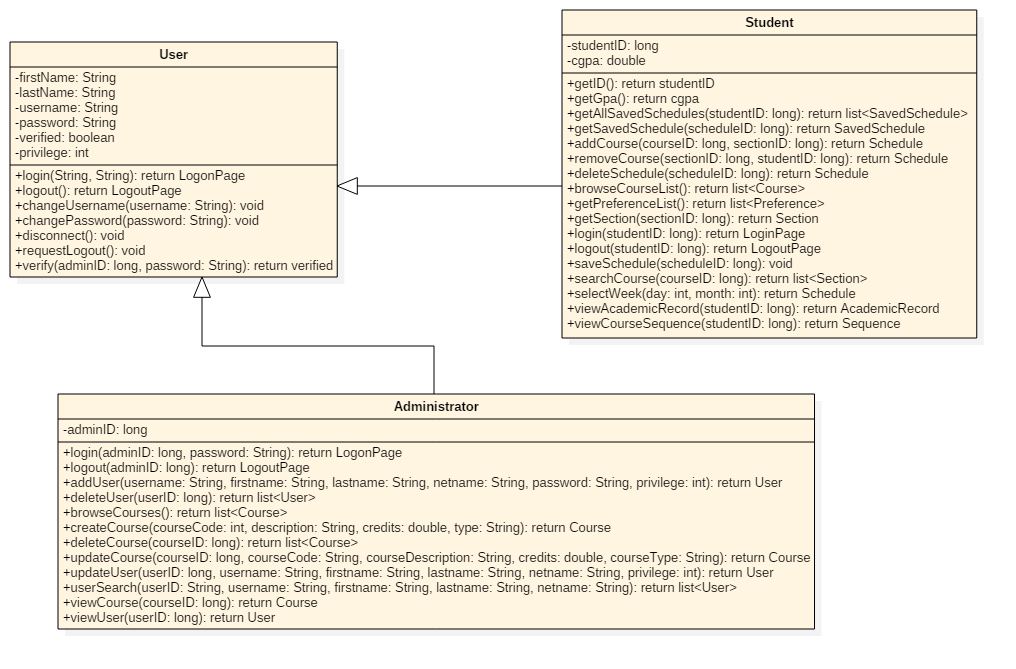 User
-firstName: String
-lastName: String
-username: String
-password: String
-verified: boolean
-privilege: int
+login(String, String): return LogonPage
+logout(): return LogoutPage
+changeUsername(username: String): void
+changePassword(password: String): void
+disconnect(): void
+requestLogout(): void
+verify(adminID: long, password: String): return verified
Student
-studentID: long
-cgpa: double
+getID(): return studentID
+getGpa(): return cgpa
+getAllSavedSchedules(studentID: long): return list<SavedSchedule>
+getSavedSchedule(scheduleID: long): return SavedSchedule
+addCourse(courseID: long, sectionID: long): return Schedule
+removeCourse(sectionID: long, studentID: long): return Schedule
+deleteSchedule(scheduleID: long): return Schedule
+browseCourseList(): return list<Course>
+getPreferenceList(): return list<Preference>
+getSection(sectionID: long): return Section
+login(studentID: long): return LoginPage
+logout(studentID: long): return LogoutPage
+saveSchedule(scheduleID: long): void
+searchCourse(courseID: long): return list<Section>
+selectWeek(day: int, month: int): return Schedule
+viewAcademicRecord(studentID: long): return AcademicRecord
+viewCourseSequence(studentID: long): return Sequence
Administrator
-adminID: long
+login(adminID: long, password: String): return LogonPage
+logout(adminID: long): return LogoutPage
+addUser(username: String, firstname: String, lastname: String, netname: String, password: String, privilege: int): return User
+deleteUser(userID: long): return list<User>
+browseCourses(): return list<Course>
+createCourse(courseCode: int, description: String, credits: double, type: String): return Course
+deleteCourse(courseID: long): return list<Course>
+updateCourse(courseID: long, courseCode: String, courseDescription: String, credits: double, courseType: String): return Course
+updateUser(userID: long, username: String, firstname: String, lastname: String, netname: String, privilege: int): return User
+userSearch(userID: String, username: String, firstname: String, lastname: String, netname: String): return list<User>
+viewCourse(courseID: long): return Course
+viewUser(userID: long): return User